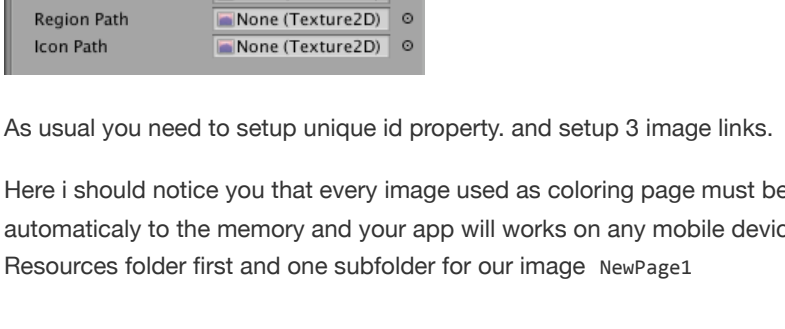 Region Path None (Texture2D)
Icon Path None (Texture2D)
As usual you need to setup unique id property. and setup 3 image links.
Here i should notice you that every image used as coloring page must be
automaticaly to the memory and your app will works on any mobile
Resources folder first and one subfolder for our image NewPage1